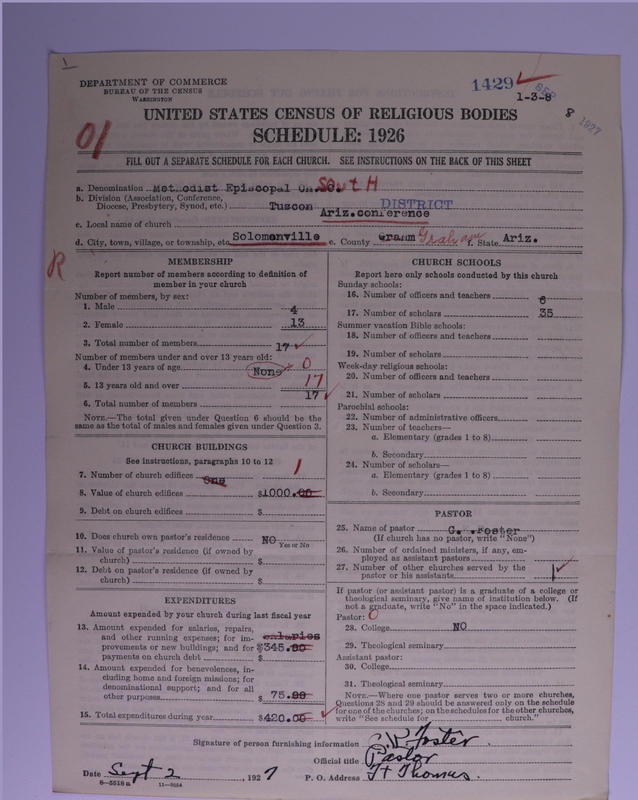 1
DEPARTMENT OF COMMERCE
BUREAU OF THE CENSUS
WASHINGTON
1429
1-3-8
SEP 8 1927
UNITED STATES CENSUS OF RELIGIOUS BODIES
SCHEDULE: 1926
01
FILL OUT A SEPARATE SCHEDULE FOR EACH CHURCH. SEE INSTRUCTIONS ON THE BACK OF THIS SHEET
a. Denomination Methodist Episcopal Ch. South
b. Division (Association, Conference, Diocese, Presbytery, Synod, etc.) Tuscon DISTRICT
Ariz.conference
c. Local name of church
d. City, town, village, or township, etc. Solomonville e. County Graum Graham f. State Ariz.
R
MEMBERSHIP
Report number of members according to definition of
member in your church
Number of members, by sex:
1. Male 4
2. Female 13
3. Total number of members 17
Number of members under and over 13 years old:
4. Under 13 years of age None 0
5. 13 years old and over 17
6. Total number of members 17
NOTE.—The total given under Question 6 should be the
same as the total of males and females given under Question 3.
CHURCH BUILDINGS
See instructions, paragraphs 10 to 12
7. Number of church edifices One 1
8. Value of church edifices $1000.00
9. Debt on church edifices $
10. Does church own pastor's residence NO
Yes or No
11. Value of pastor's residence (if owned by
church) $
12. Debt on pastor's residence (if owned by
church) $
EXPENDITURES
Amount expended by your church during last fiscal year
13. Amount expended for salaries, repairs,
and other running expenses; for im- salaries
provements or new buildings; and for $345.00
payments on church debt $
14. Amount expended for benevolences, in-
cluding home and foreign missions; for
denominational support; and for all
other purposes $ 75.00
15. Total expenditures during year $420.00
CHURCH SCHOOLS
Report here only schools conducted by this church
Sunday schools:
16. Number of officers and teachers 6
17. Number of scholars 35
Summer vacation Bible schools:
18. Number of officers and teachers
19. Number of scholars
Week-day religious schools:
20. Number of officers and teachers
21. Number of scholars
Parochial schools:
22. Number of administrative officers
23. Number of teachers—
a. Elementary (grades 1 to 8)
b. Secondary
24. Number of scholars—
a. Elementary (grades 1 to 8)
b. Secondary
PASTOR
25. Name of pastor C. Foster
(If church has no pastor, write "None")
26. Number of ordained ministers, if any, em-
ployed as assistant pastors
27. Number of other churches served by the
pastor or his assistants 1
If pastor (or assistant pastor) is a graduate of a college or
theological seminary, give name of institution below. (If
not a graduate, write "No" in the space indicated.)
Pastor: 0
28. College NO
29. Theological seminary
Assistant pastor:
30. College
31. Theological seminary
NOTE.—Where one pastor serves two or more churches,
Questions 28 and 29 should be answered only on the schedule
for one of the churches; on the schedules for the other churches,
write "See schedule for church."
Signature of person furnishing information C. R. Foster
Official title Pastor
Date Sept 2, 1927 P. O. Address Ft Thomas.
8—5518a 11—9654